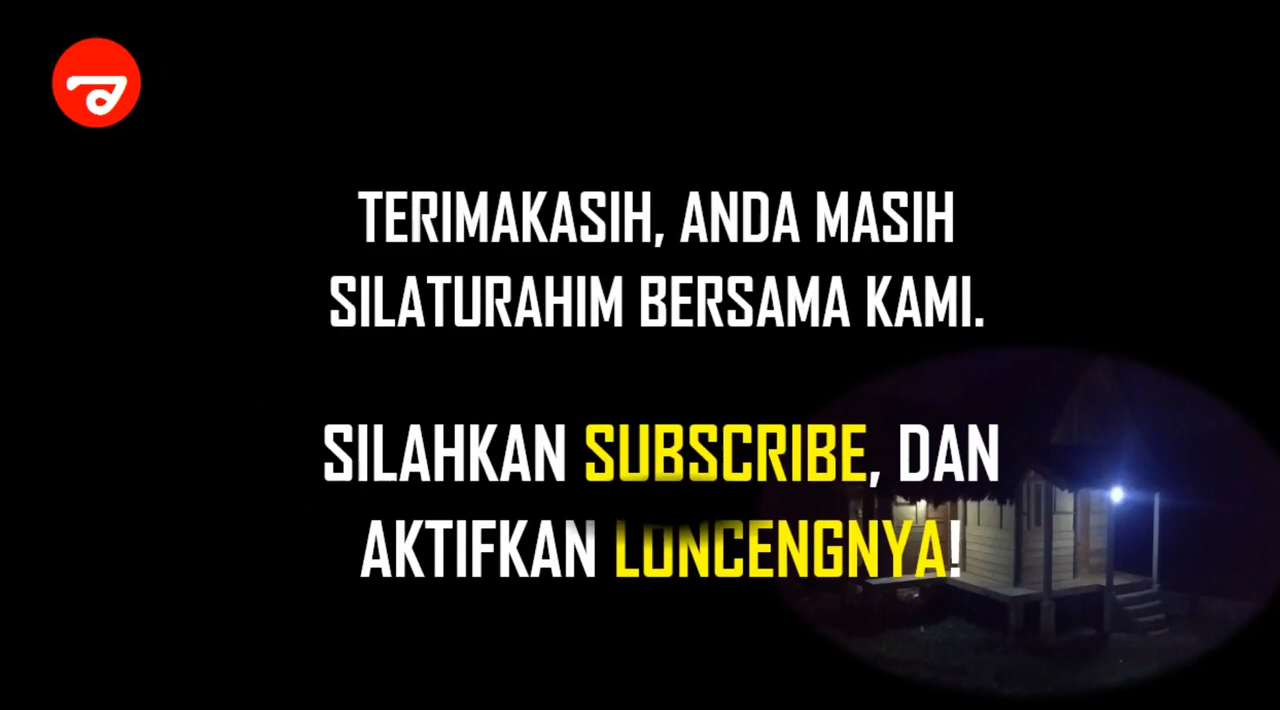 TERIMAKASIH, ANDA MASIH
SILATURAHIM BERSAMA KAMI.
SILAHKAN SUBSCRIBE, DAN
AKTIFKAN LONCENGNYA!